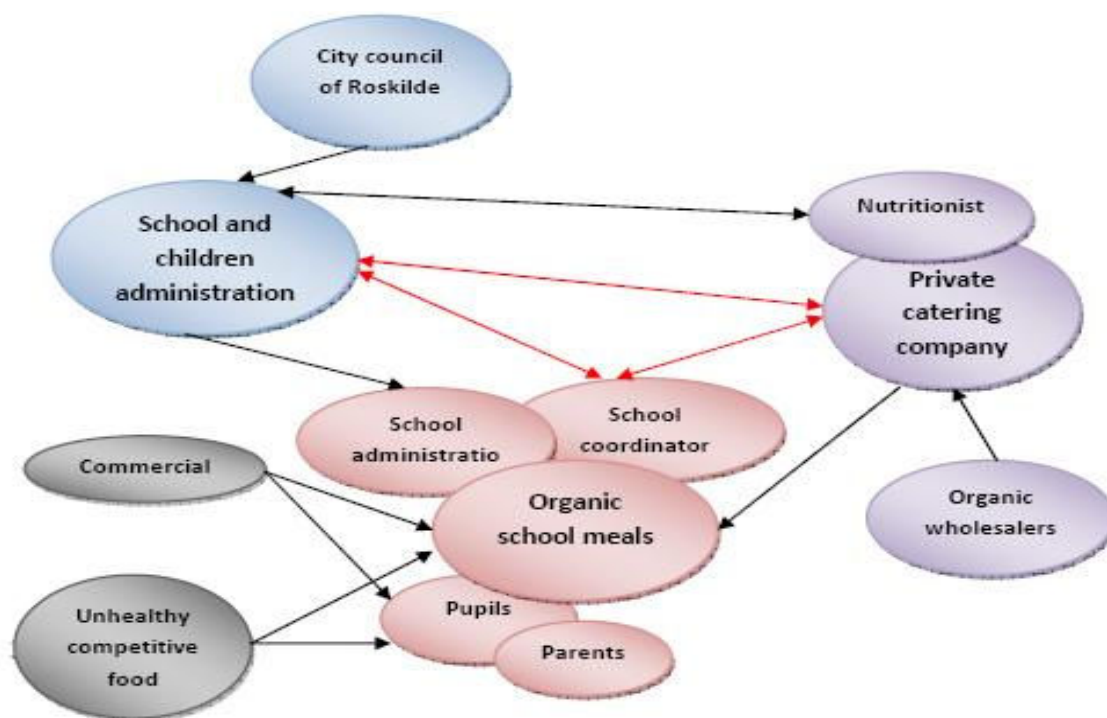 City council
of Roskilde
School and
children
administration
Nutritionist
Private
catering
company
School
administratio
School
coordinator
Commercial
Organic
school meals
Organic
wholesalers
Unhealthy
competitive
food
Pupils
Parents